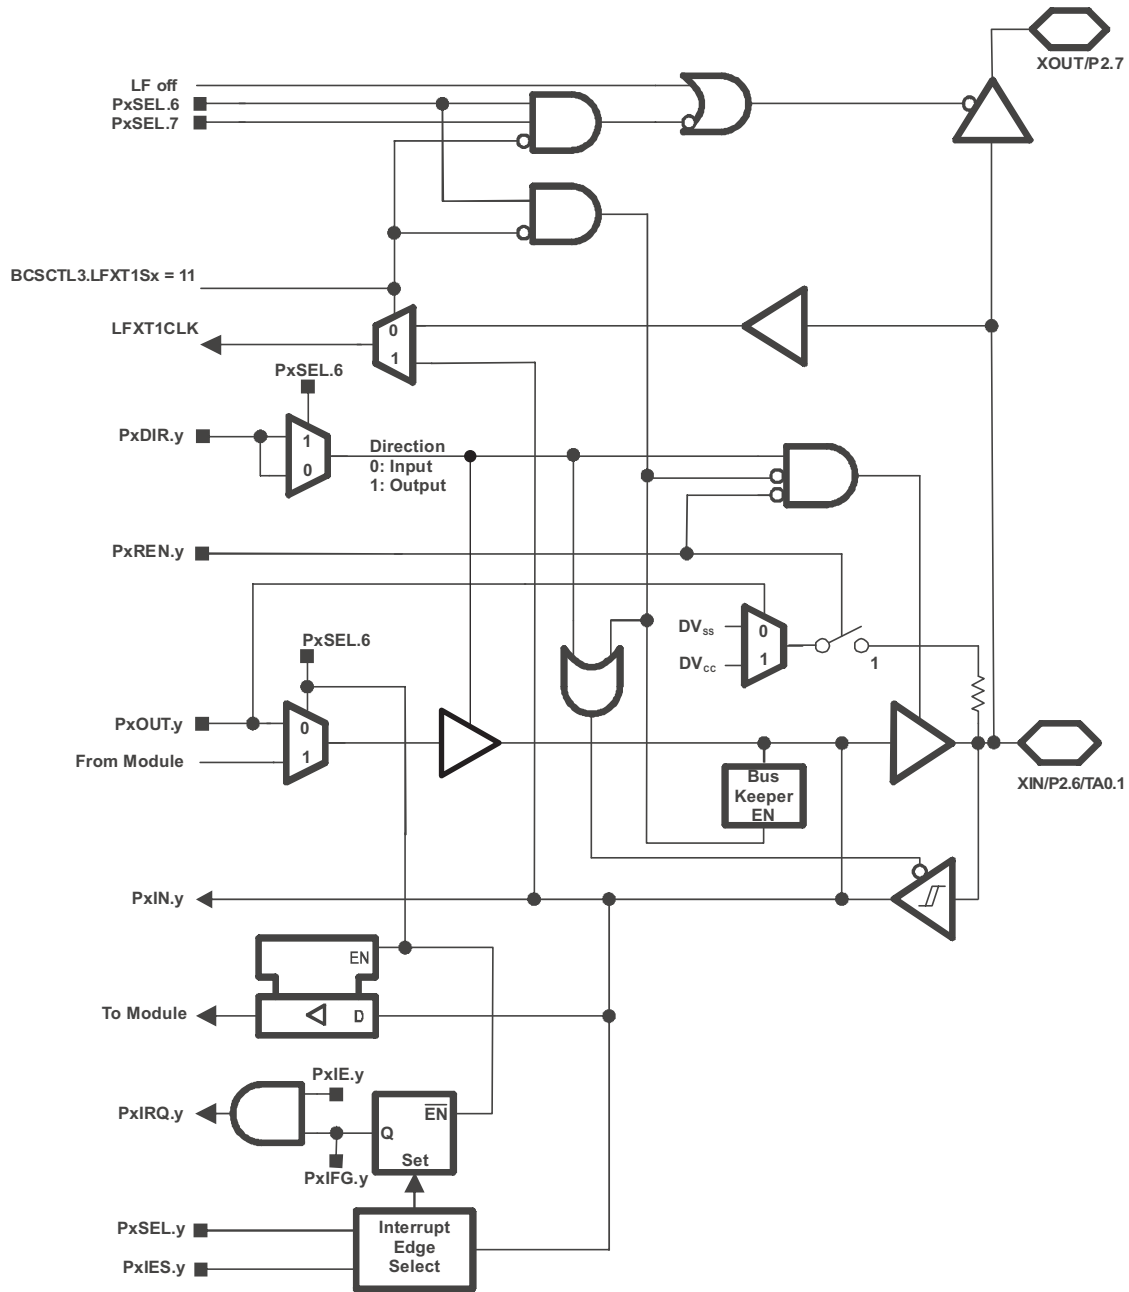 XOUT/P2.7
LF off
PxSEL.6
PxSEL.7
BCSCTL3.LFXT1Sx = 11
LFXT1CLK
0
1
PxSEL.6
PxDIR.y
1
0
Direction
0: Input
1: Output
PxREN.y
DVSS
DVCC
0
1
1
PxSEL.6
PxOUT.y
0
1
From Module
Bus
Keeper
EN
XIN/P2.6/TA0.1
PxIN.y
EN
To Module
D
PxIE.y
PxIRQ.y
EN
Q
Set
PxIFG.y
PxSEL.y
PxIES.y
Interrupt
Edge
Select